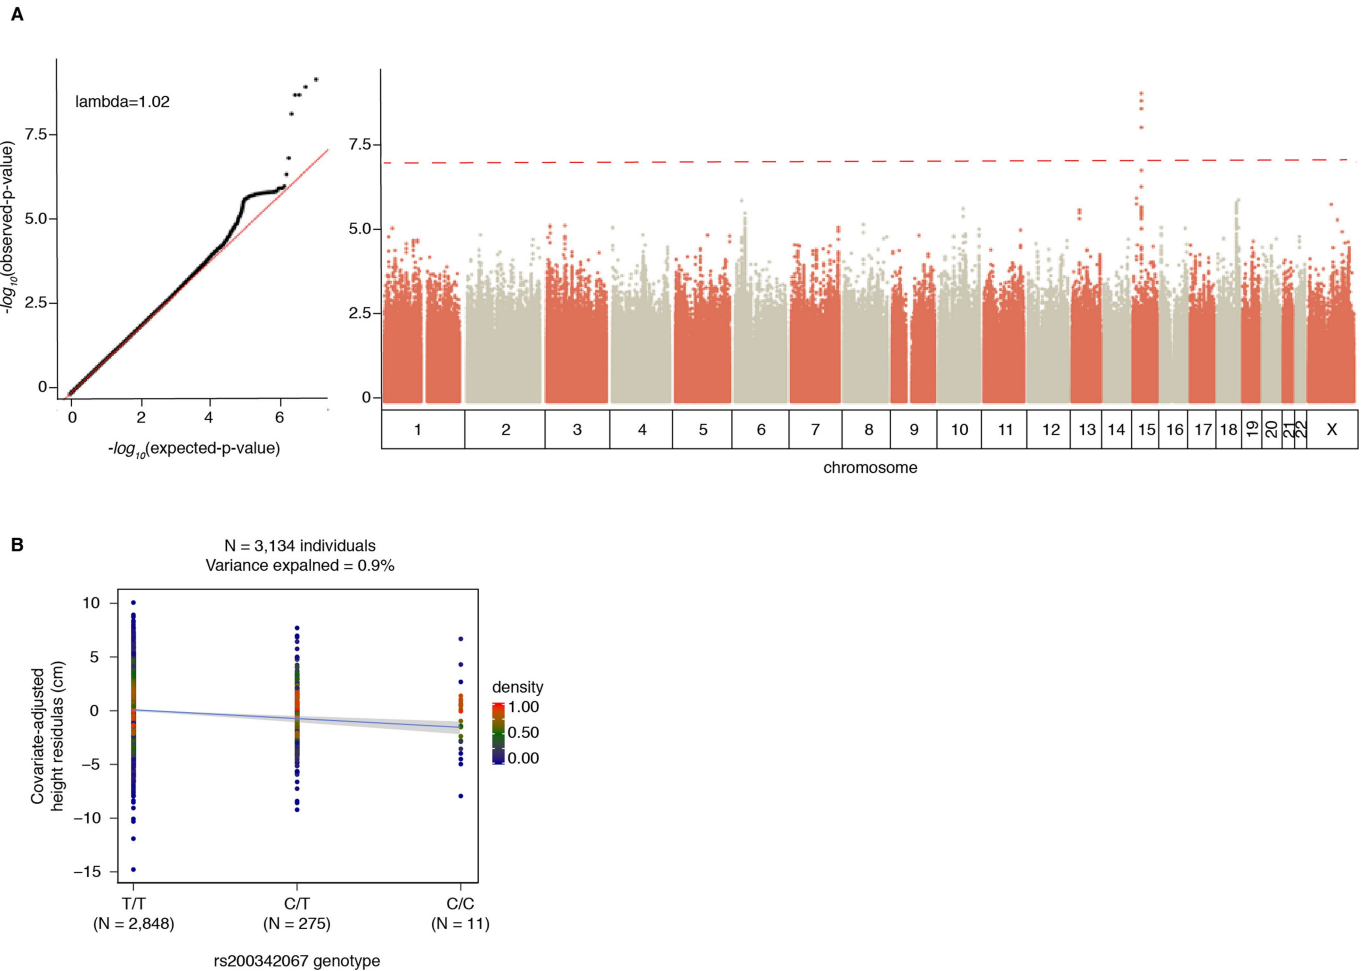 A
lambda=1.02
7.5
5.0
2.5
0
-log10(observed-p-value)
0 2 4 6
-log10(expected-p-value)
7.5
5.0
2.5
0
1 2 3 4 5 6 7 8 9 10 11 12 13 14 15 16 17 18 19 20 21 22 X
chromosome
B
N = 3,134 individuals
Variance expalned = 0.9%
10
5
0
−5
−10
−15
Covariate-adjusted
height residulas (cm)
density
1.00
0.50
0.00
T/T C/T C/C
(N = 2,848) (N = 275) (N = 11)
rs200342067 genotype